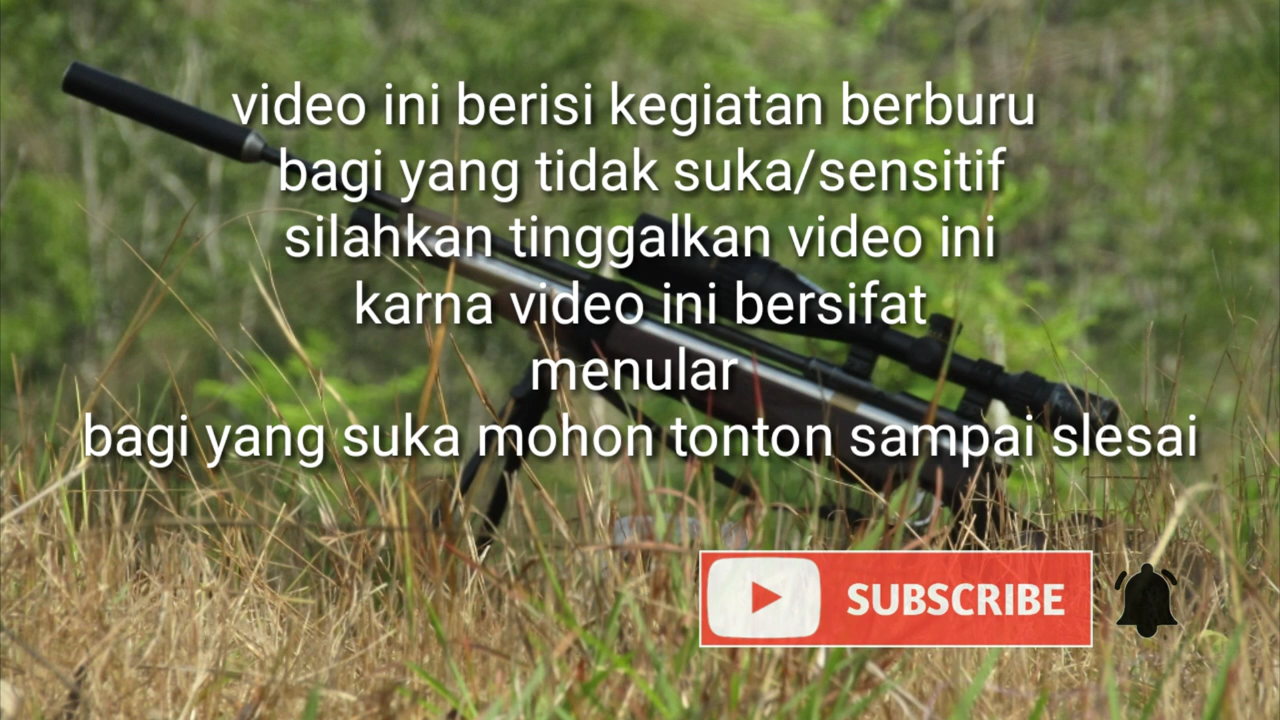 video ini berisi kegiatan berburu
bagi yang tidak suka/sensitif
silahkan tinggalkan video ini
karna video ini bersifat
menular
bagi yang suka mohon tonton sampai slesai
SUBSCRIBE